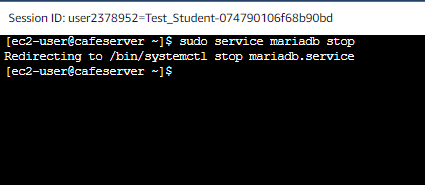 Session ID: user2378952=Test_Student-074790106f68b90bd
[ec2-user@cafeserver ~]$ sudo service mariadb stop
Redirecting to /bin/systemctl stop mariadb.service
[ec2-user@cafeserver ~]$